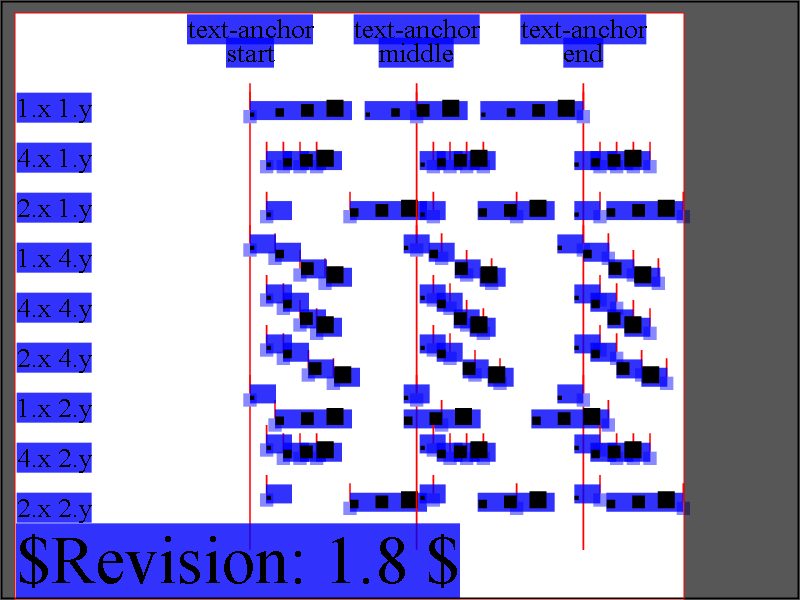 text-anchor text-anchor text-anchor
start middle end
1.x 1.y
4.x 1.y
2.x 1.y
1.x 4.y
4.x 4.y
2.x 4.y
1.x 2.y
4.x 2.y
2.x 2.y
$Revision: 1.8 $